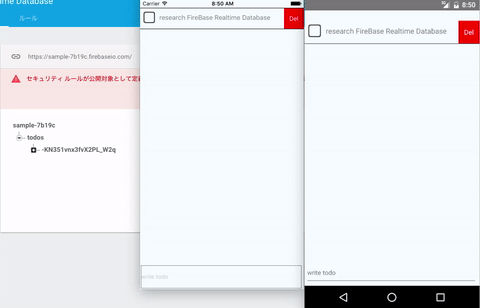 ime Database
ルール
https://sample-7b19c.firebaseio.com/
セキュリティ ルールが公開対象として定義
sample-7b19c
todos
-KN351vnx3fvX2PL_W2q
Carrier
8:50 AM
research FireBase Realtime Database
Del
write todo
8:50
research FireBase Realtime Database
Del
write todo